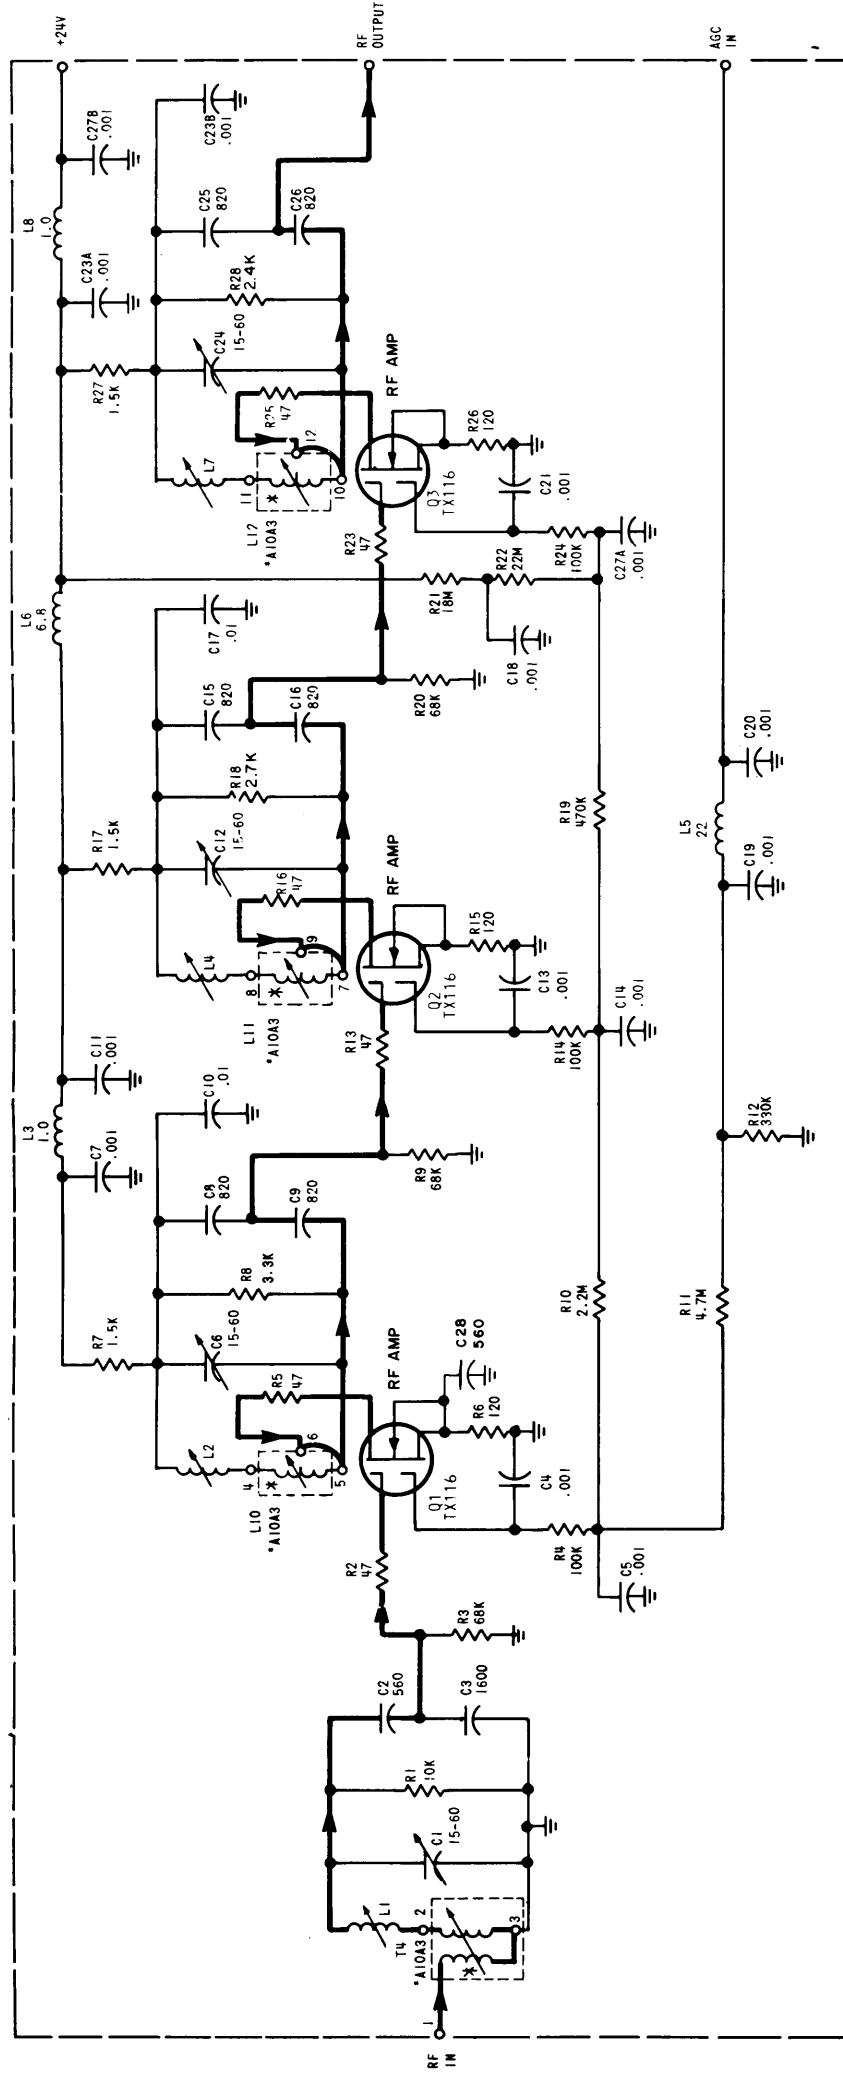 +24V
C27B
.001
L8
1.0
C23A
.001
C23B
.001
C25
820
C26
820
R28
2.4K
C24
15-60
R27
1.5K
RF
OUTPUT
AGC
IN
L7
11
*
12
10
L12
*A10A3
R25
47
RF AMP
Q3
TX116
R26
120
C21
.001
R24
100K
C27A
.001
R23
47
R21
18M
R22
22M
C18
.001
L6
6.8
C17
.01
C15
820
C16
820
R18
2.7K
C12
15-60
R17
1.5K
R20
68K
L4
8
*
9
7
L11
*A10A3
R16
47
RF AMP
Q2
TX116
R15
120
C13
.001
R14
100K
C14
.001
R13
47
R19
470K
C20
.001
L5
22
C19
.001
R12
330K
C11
.001
L3
1.0
C7
.001
C10
.01
C8
820
C9
820
R8
3.3K
C6
15-60
R7
1.5K
R9
68K
L2
4
*
6
5
L10
*A10A3
R5
47
RF AMP
C28
560
Q1
TX116
R6
120
C4
.001
R4
100K
C5
.001
R10
2.2M
R11
4.7M
R2
47
R3
68K
C2
560
C3
1600
R1
10K
C1
15-60
L1
T4
2
*A10A3
3
*
1
RF
IN